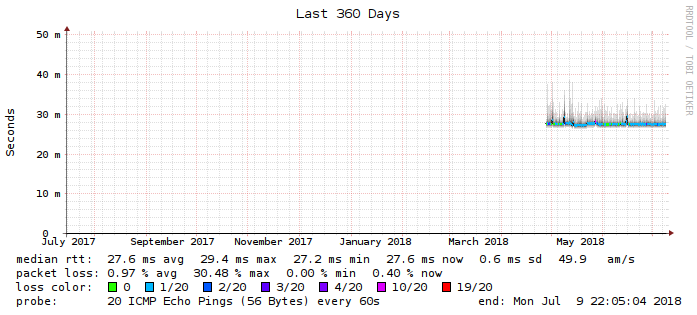 Last 360 Days
RRDTOOL / TOBI OETIKER
Seconds
50 m
40 m
30 m
20 m
10 m
0
July 2017 September 2017 November 2017 January 2018 March 2018 May 2018
median rtt: 27.6 ms avg 29.4 ms max 27.2 ms min 27.6 ms now 0.6 ms sd 49.9 am/s
packet loss: 0.97 % avg 30.48 % max 0.00 % min 0.40 % now
loss color: 0 1/20 2/20 3/20 4/20 10/20 19/20
probe: 20 ICMP Echo Pings (56 Bytes) every 60s end: Mon Jul 9 22:05:04 2018